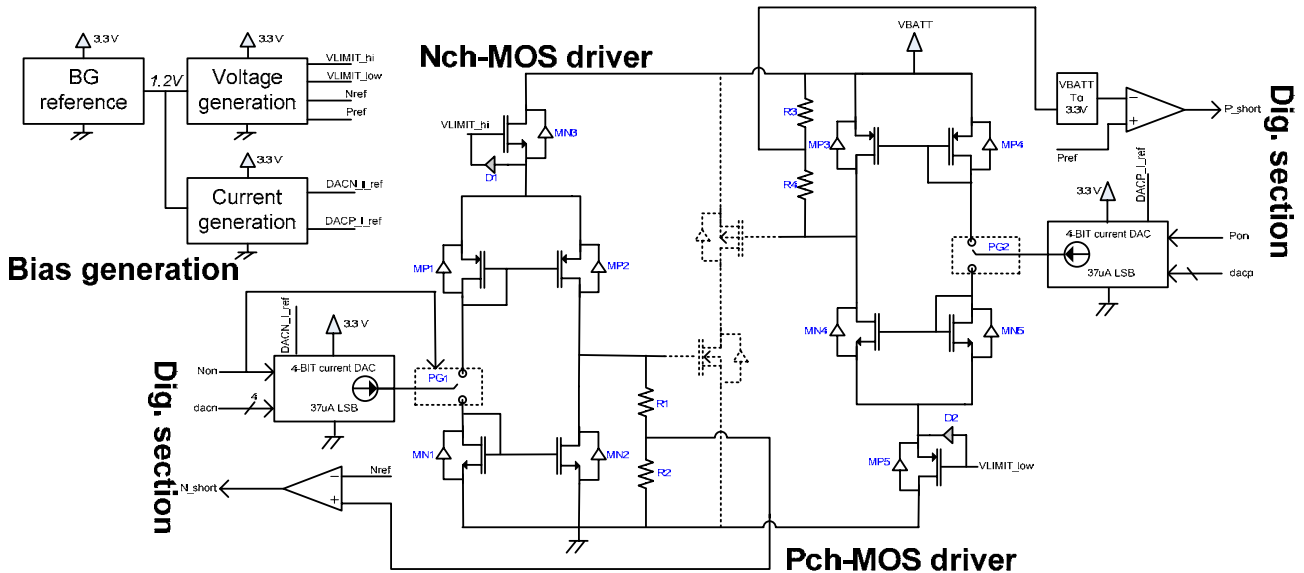 3.3 V
BG
reference
1.2V
3.3 V
Voltage
generation
VLIMIT_hi
VLIMIT_low
Nref
Pref
3.3 V
Current
generation
DACN_I_ref
DACP_I_ref
Bias generation
Nch-MOS driver
VBATT
VLIMIT_hi
MN3
D1
R3
R4
MP3
MP4
VBATT
To
3.3V
-
+
Pref
P_short
Dig. section
DACP_I_ref
3.3 V
4-BIT current DAC
37uA LSB
Pon
dacp
PG2
MP1
MP2
MN4
MN5
DACN_I_ref
3.3 V
Non
dacn
4
4-BIT current DAC
37uA LSB
PG1
R1
R2
MN1
MN2
D2
MP5
VLIMIT_low
Dig. section
N_short
Nref
-
+
Pch-MOS driver